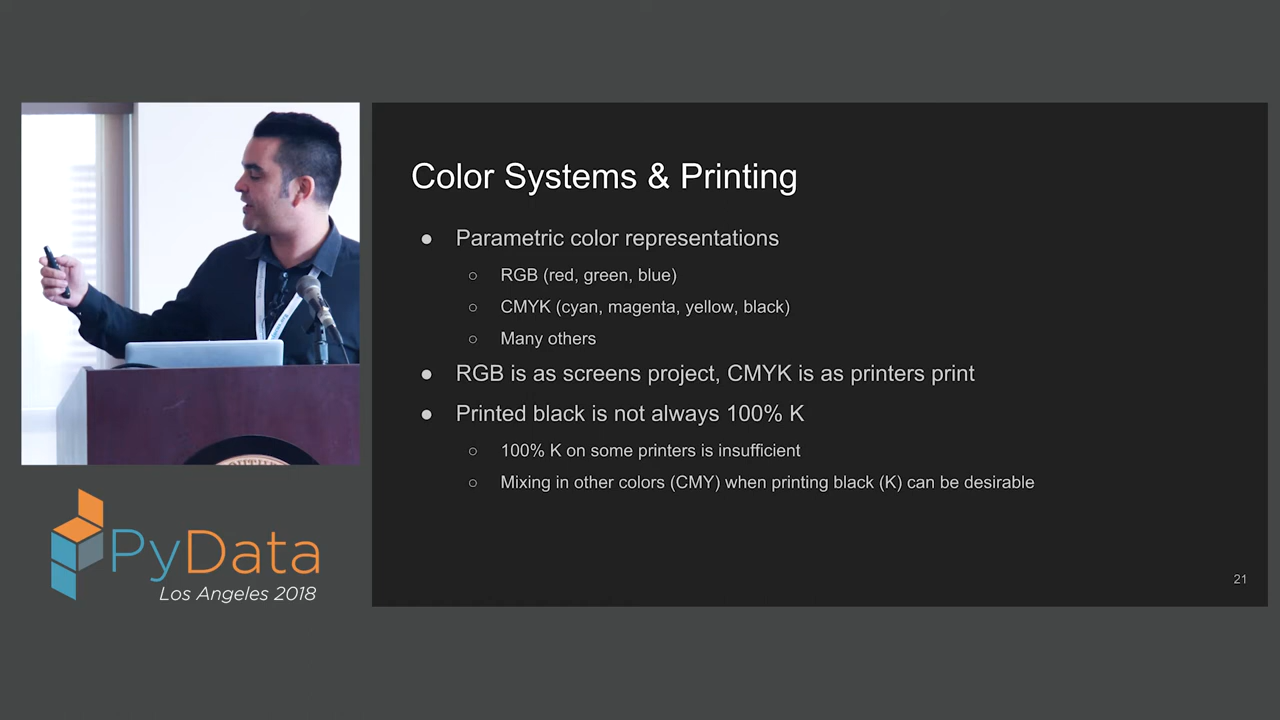 Color Systems & Printing
● Parametric color representations
○ RGB (red, green, blue)
○ CMYK (cyan, magenta, yellow, black)
○ Many others
● RGB is as screens project, CMYK is as printers print
● Printed black is not always 100% K
○ 100% K on some printers is insufficient
○ Mixing in other colors (CMY) when printing black (K) can be desirable
21
PyData
Los Angeles 2018